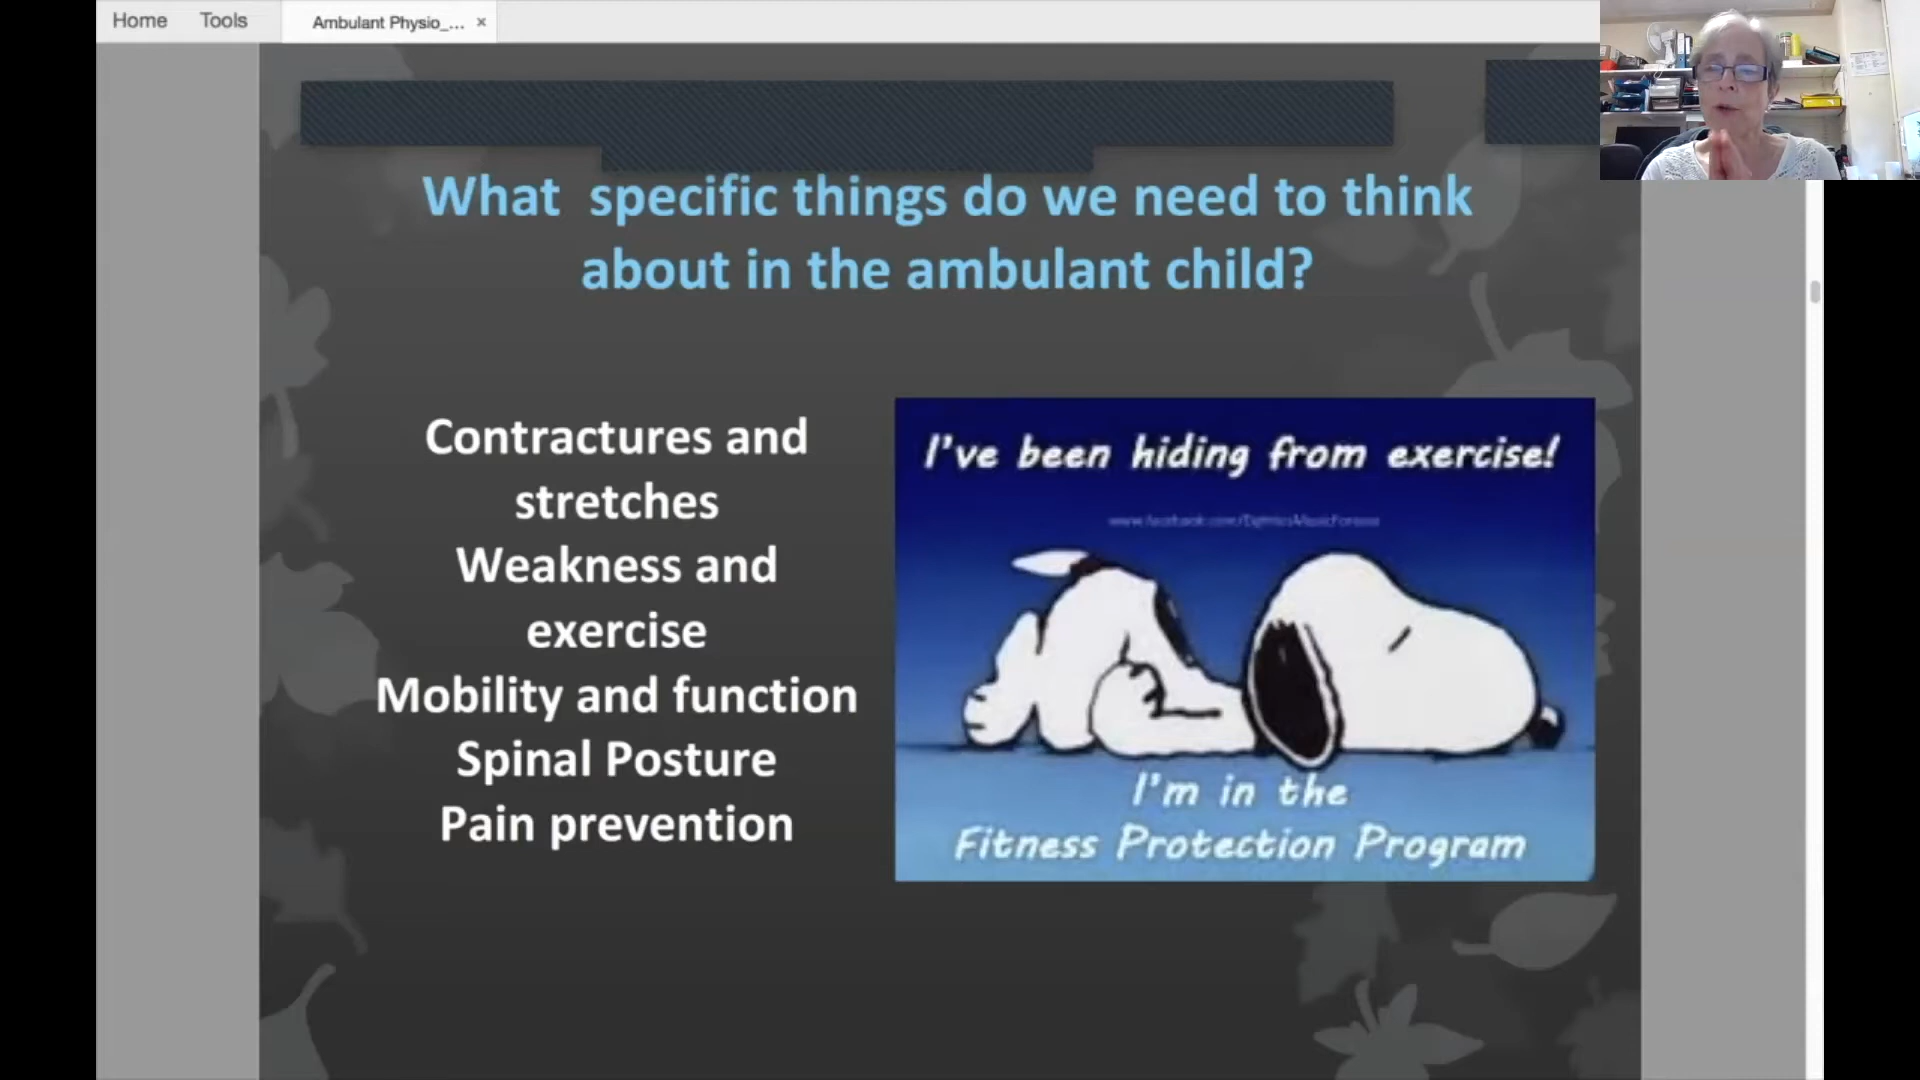 Home Tools Ambulant Physio_... ×
What specific things do we need to think
about in the ambulant child?
Contractures and
stretches
Weakness and
exercise
Mobility and function
Spinal Posture
Pain prevention
I've been hiding from exercise!
I'm in the
Fitness Protection Program